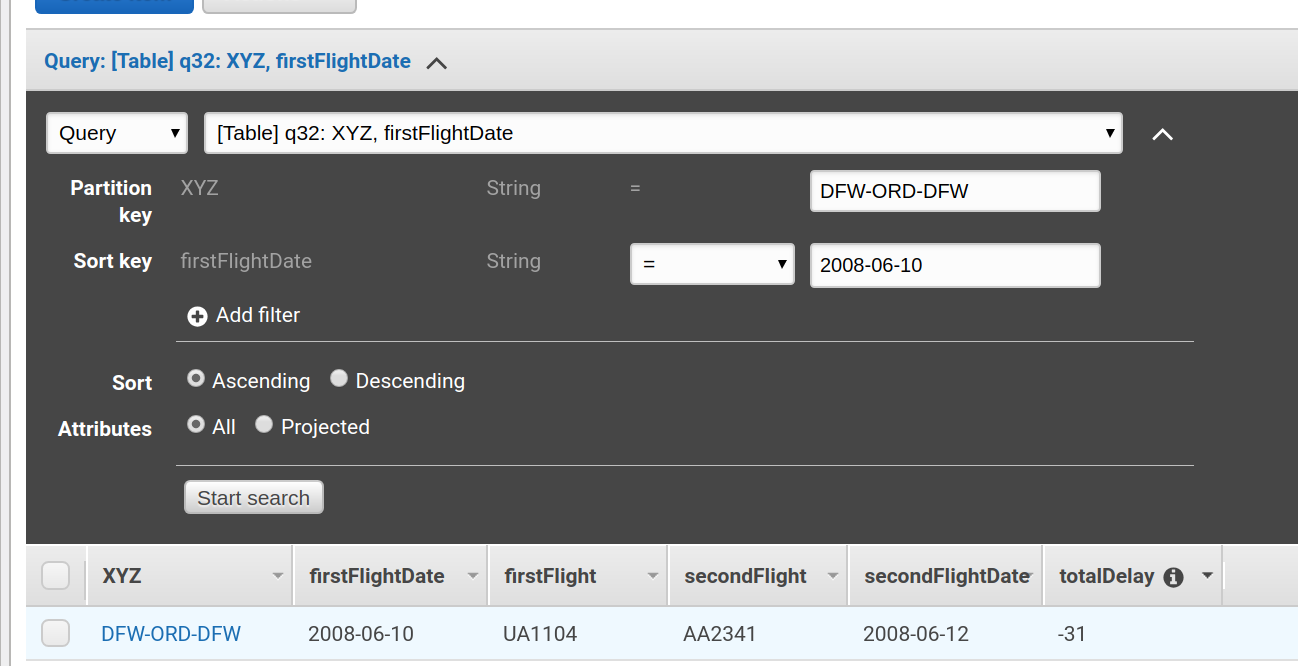 Query: [Table] q32: XYZ, firstFlightDate
Query [Table] q32: XYZ, firstFlightDate
Partition key XYZ String = DFW-ORD-DFW
Sort key firstFlightDate String = 2008-06-10
Add filter
Sort Ascending Descending
Attributes All Projected
Start search
XYZ firstFlightDate firstFlight secondFlight secondFlightDate totalDelay
DFW-ORD-DFW 2008-06-10 UA1104 AA2341 2008-06-12 -31